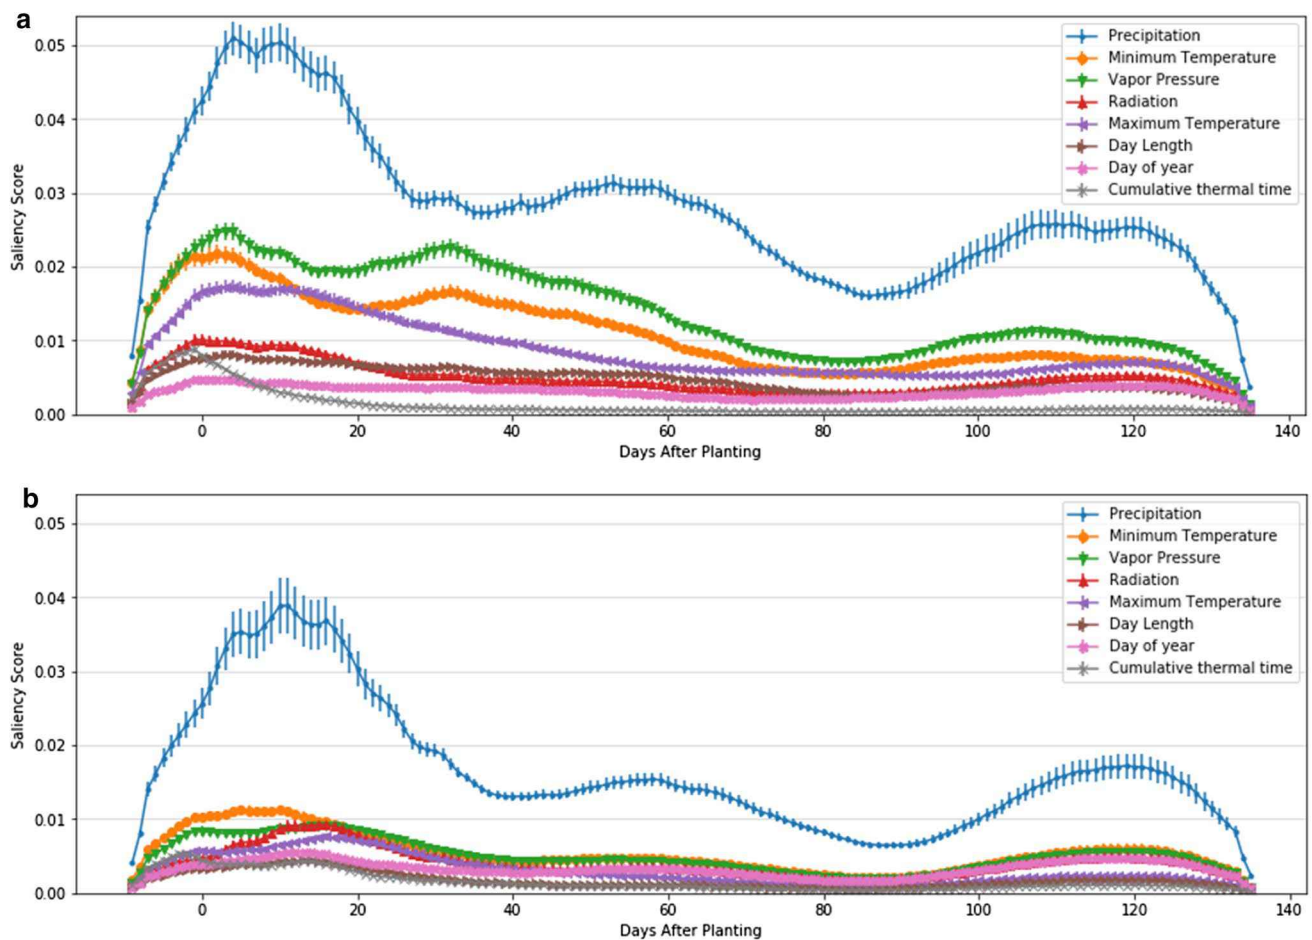 a
0.05
0.04
0.03
0.02
0.01
0.00
Saliency Score
Precipitation
Minimum Temperature
Vapor Pressure
Radiation
Maximum Temperature
Day Length
Day of year
Cumulative thermal time
0 20 40 60 80 100 120 140
Days After Planting
b
0.05
0.04
0.03
0.02
0.01
0.00
Saliency Score
Precipitation
Minimum Temperature
Vapor Pressure
Radiation
Maximum Temperature
Day Length
Day of year
Cumulative thermal time
0 20 40 60 80 100 120 140
Days After Planting